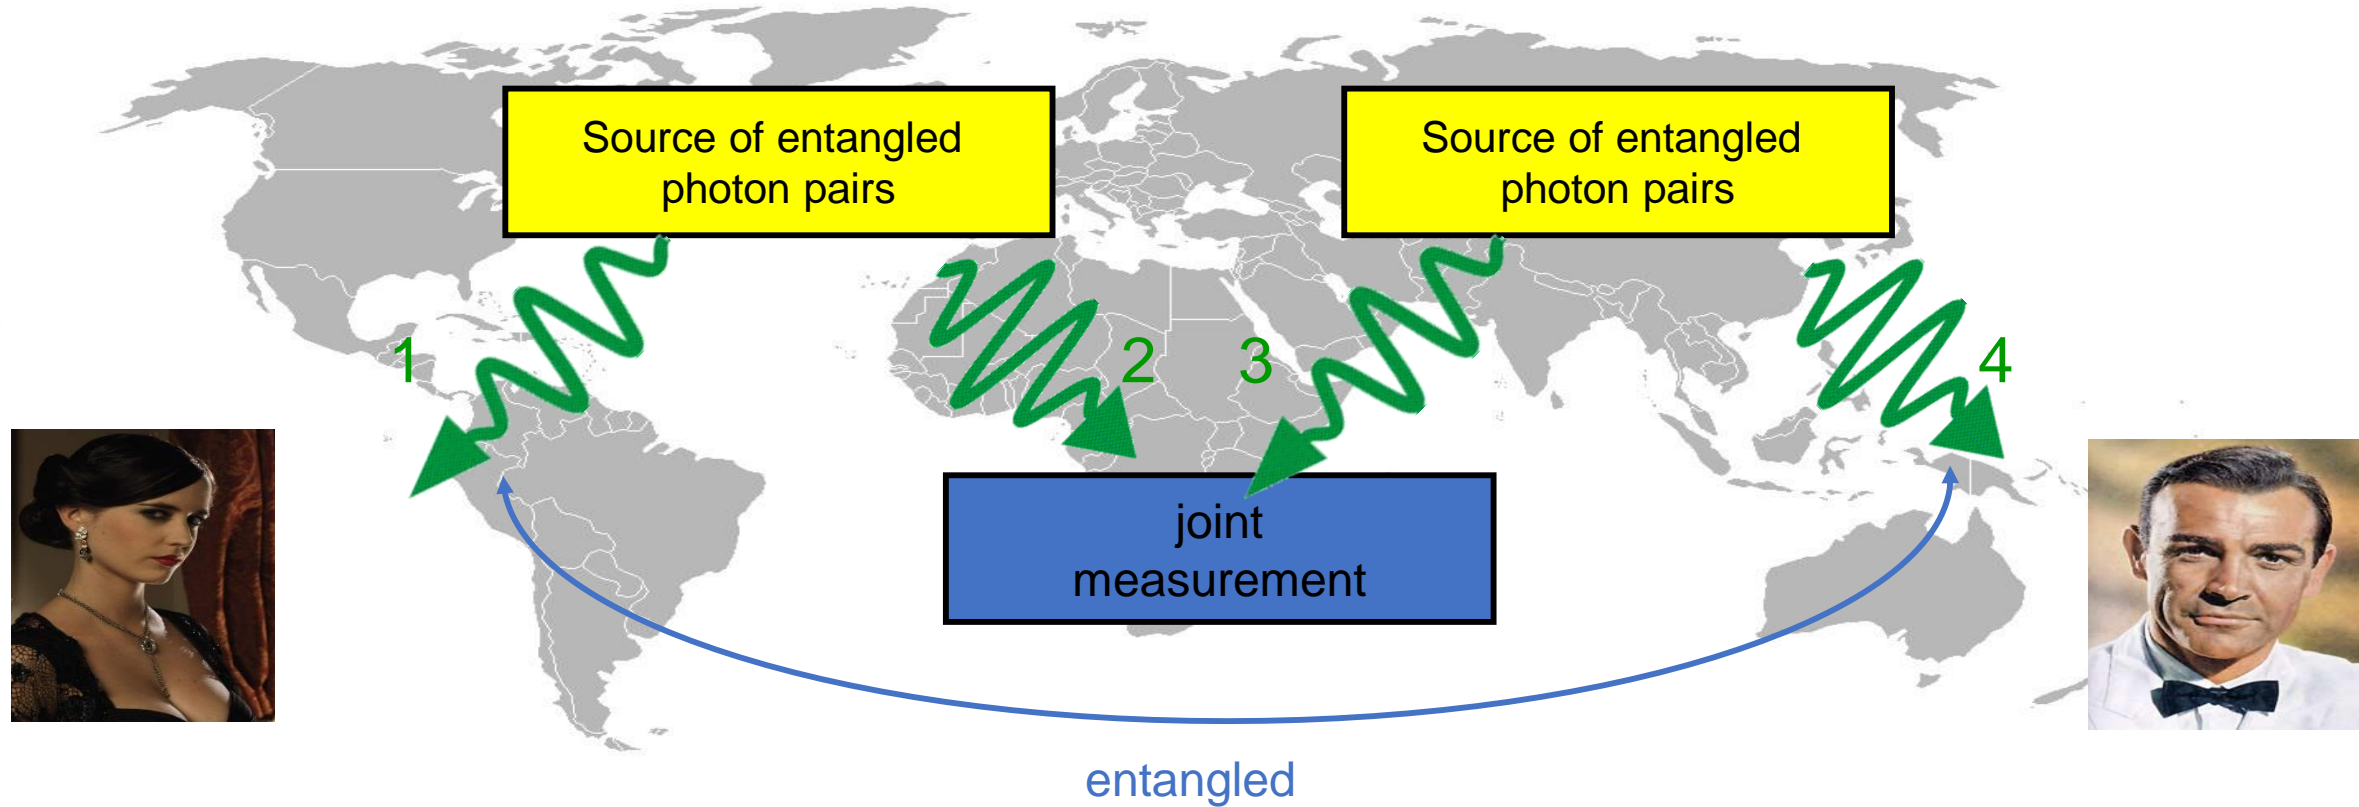 Source of entangled
photon pairs
Source of entangled
photon pairs
1
2
3
4
joint
measurement
entangled